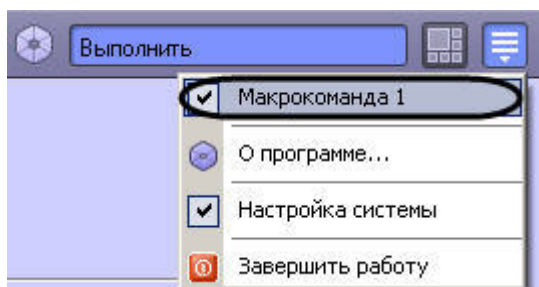 Выполнить
Макрокоманда 1
О программе...
Настройка системы
Завершить работу